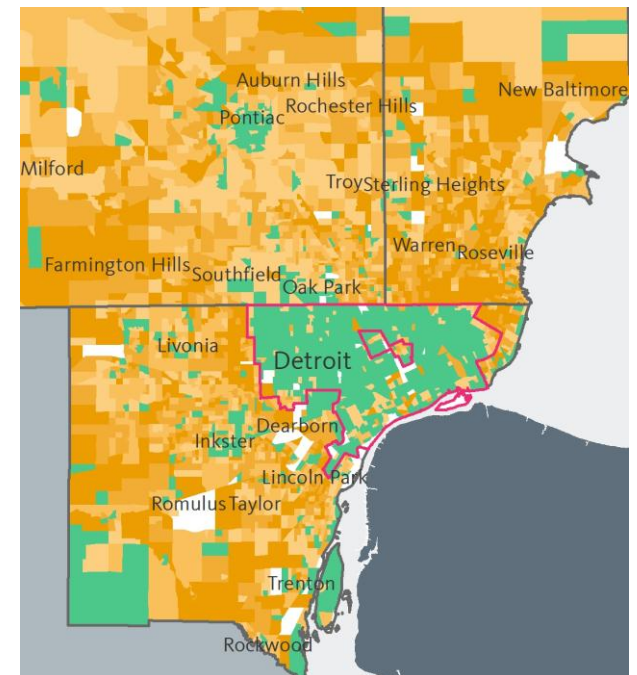 Auburn Hills
New Baltimore
Rochester Hills
Pontiac
Milford
Troy
Sterling Heights
Warren
Roseville
Farmington Hills
Southfield
Oak Park
Livonia
Detroit
Dearborn
Inkster
Lincoln Park
Romulus
Taylor
Trenton
Rockwood